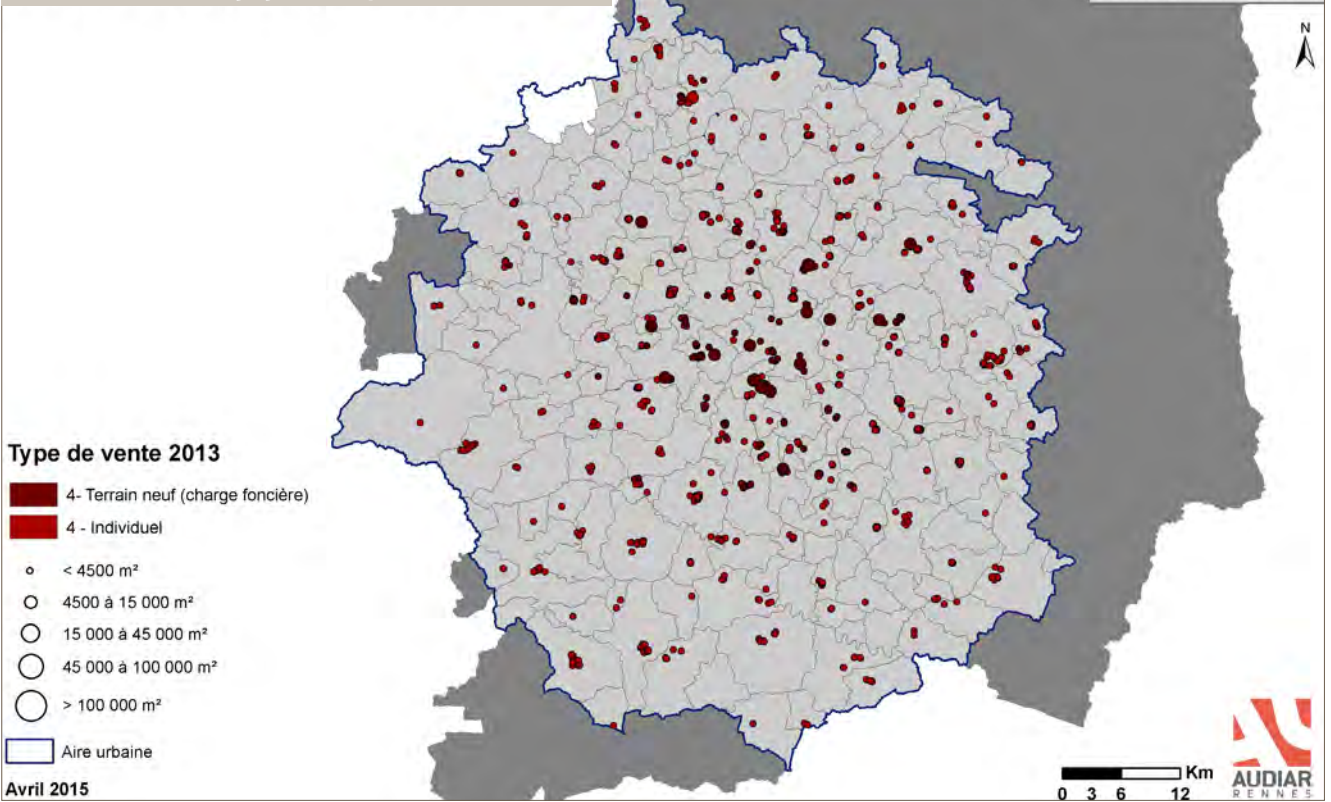 N
Type de vente 2013
4- Terrain neuf (charge foncière)
4 - Individuel
< 4500 m²
4500 à 15 000 m²
15 000 à 45 000 m²
45 000 à 100 000 m²
> 100 000 m²
Aire urbaine
Avril 2015
Km
0 3 6 12
AU
AUDIAR
RENNES